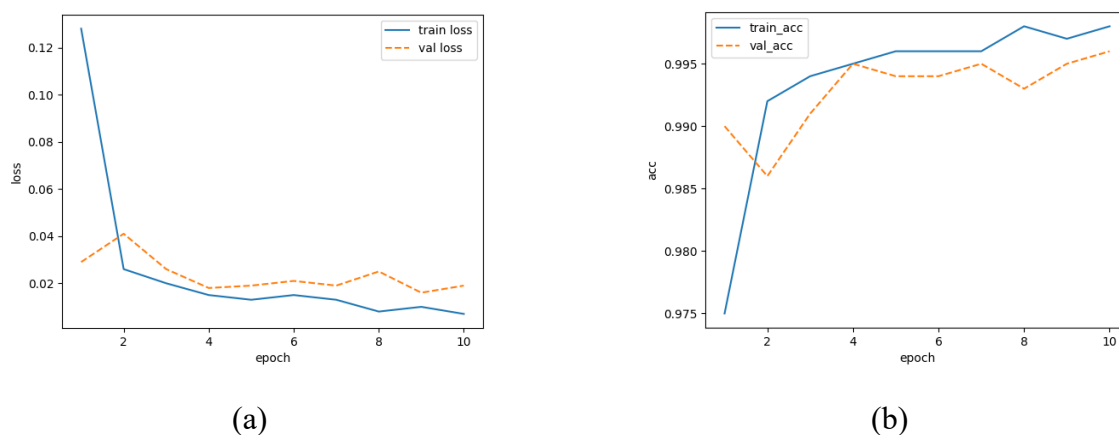 train loss
val loss
0.12
0.10
0.08
0.06
0.04
0.02
loss
2
4
6
8
10
epoch
(a)
train_acc
val_acc
0.995
0.990
0.985
0.980
0.975
acc
2
4
6
8
10
epoch
(b)